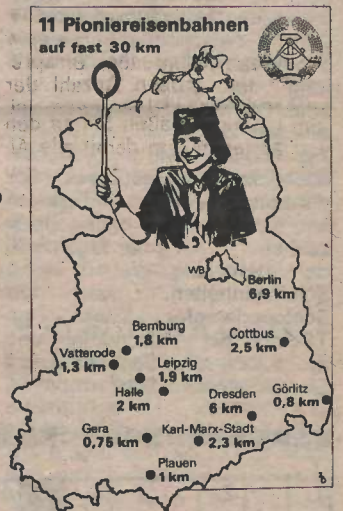 11 Pioniereisenbahnen
auf fast 30 km
WB
Berlin
6,9 km
Bernburg
1,8 km
Cottbus
2,5 km
Vatterode
1,3 km
Leipzig
1,9 km
Halle
2 km
Dresden
6 km
Görlitz
0,8 km
Gera
0,75 km
Karl-Marx-Stadt
2,3 km
Plauen
1 km